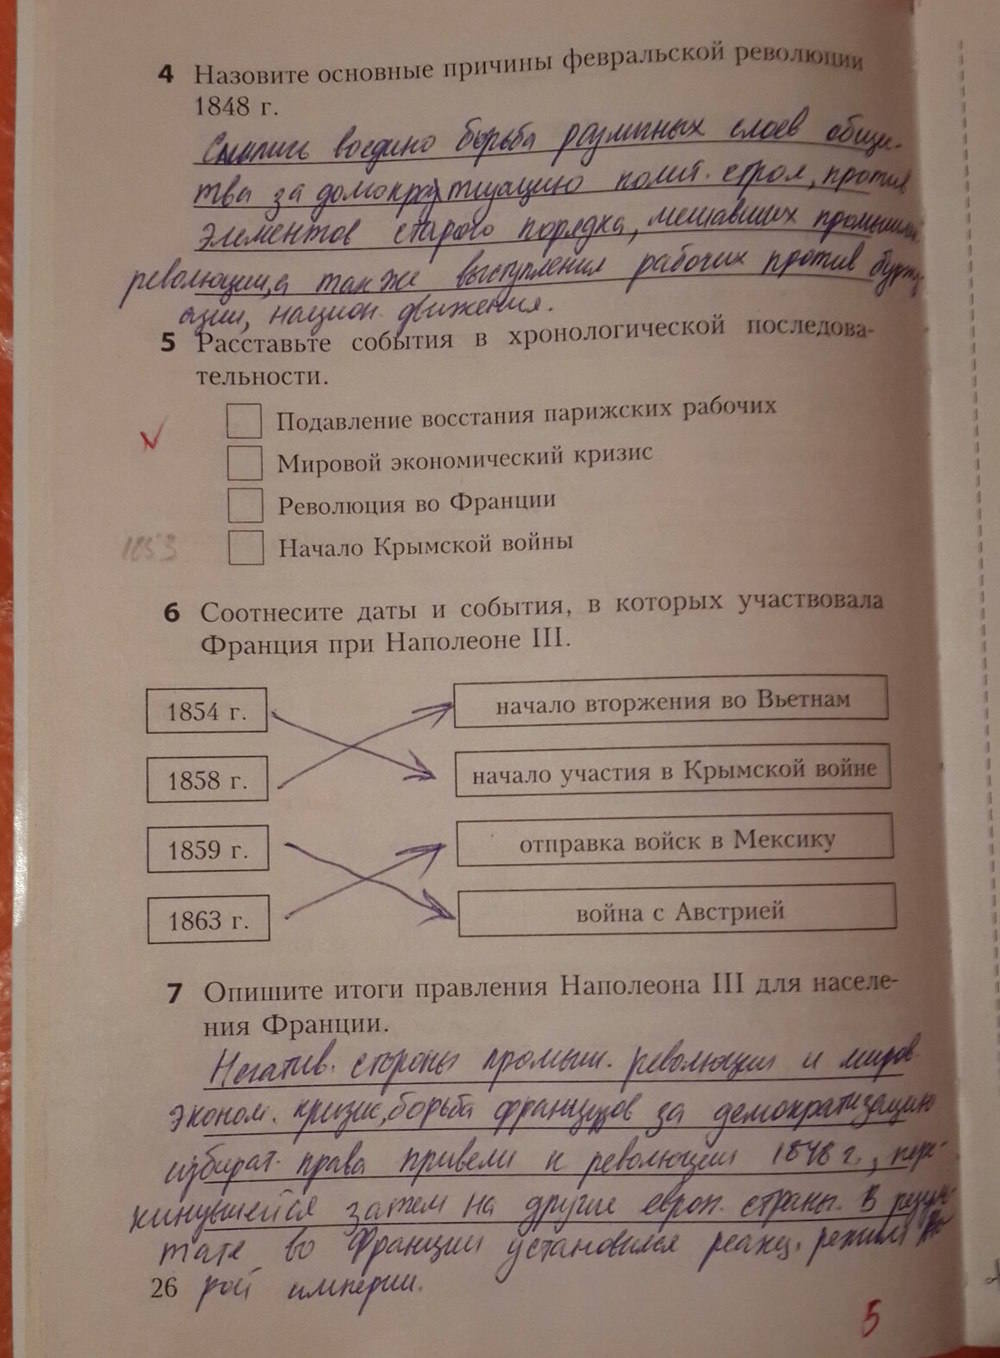 4 Назовите основные причины февральской революции
1848 г.
Слились воедино борьба различных слоев общес-
тва за домократизацию полит. строя, против
элементов старого порядка, мешавших промышлен.
революции, а также выступления рабочих против буржу
азии, национ. движения.
5 Расставьте события в хронологической последова-
тельности.
Подавление восстания парижских рабочих
Мировой экономический кризис
Революция во Франции
1853
Начало Крымской войны
6 Соотнесите даты и события, в которых участвовала
Франция при Наполеоне III.
1854 г.
начало вторжения во Вьетнам
1858 г.
начало участия в Крымской войне
1859 г.
отправка войск в Мексику
1863 г.
война с Австрией
7 Опишите итоги правления Наполеона III для населе-
ния Франции.
Негатив. стороны промыш. революции и миров.
эконом. кризис, борьба французов за демократизацию
избират. права привели к революции 1848 г., пере-
кинувшейся затем на другие европ. страны. В резуль-
тате во Франции установился реакц. режим Вто
рой империи.
26
5